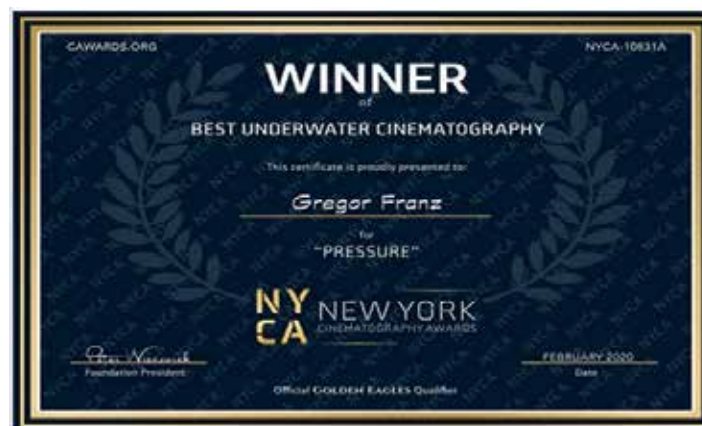 CAWARDS.ORG
NYCA-10631A
WINNER
of
BEST UNDERWATER CINEMATOGRAPHY
This certificate is proudly presented to:
Gregor Franz
for
"PRESSURE"
NY
CA
NEW YORK
CINEMATOGRAPHY AWARDS
Foundation President
FEBRUARY 2020
Date
Official GOLDEN EAGLES Qualifier